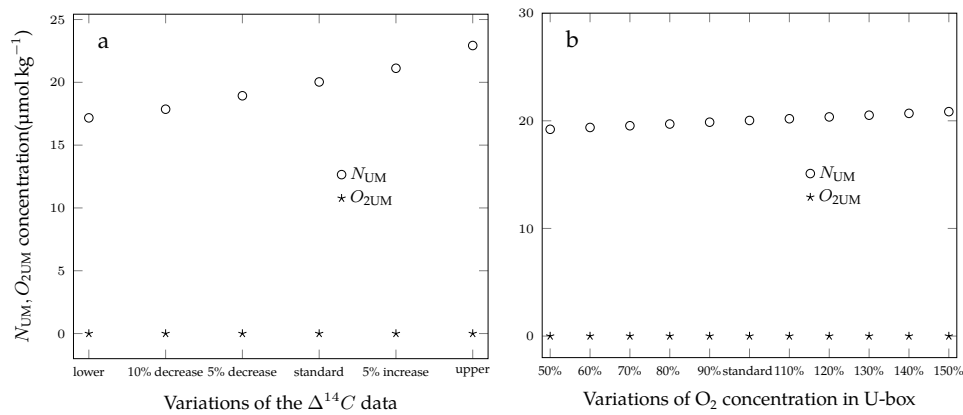 a
N_UM, O_2UM concentration(µmol kg⁻¹)
25
20
15
10
5
0
N_UM
O_2UM
lower 10% decrease 5% decrease standard 5% increase upper
Variations of the Δ¹⁴C data
b
30
20
10
0
N_UM
O_2UM
50% 60% 70% 80% 90% standard 110% 120% 130% 140% 150%
Variations of O₂ concentration in U-box